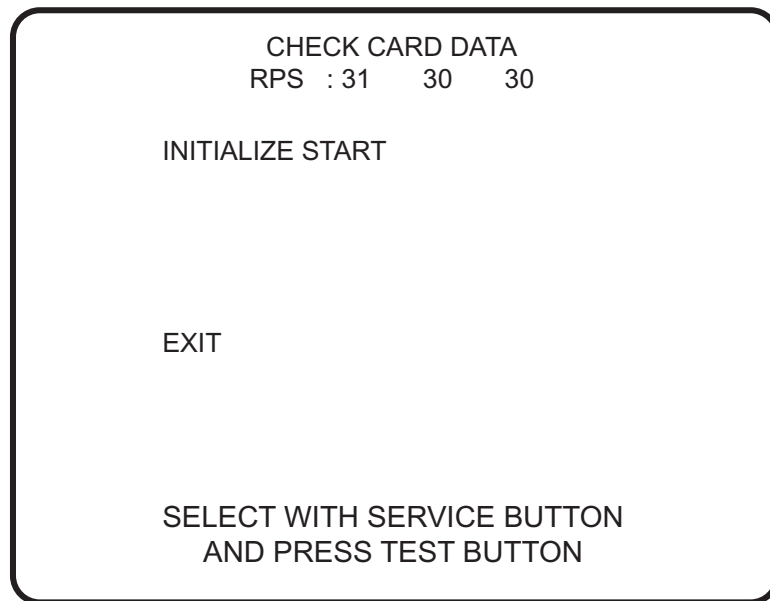 CHECK CARD DATA
RPS : 31 30 30
INITIALIZE START
EXIT
SELECT WITH SERVICE BUTTON
AND PRESS TEST BUTTON